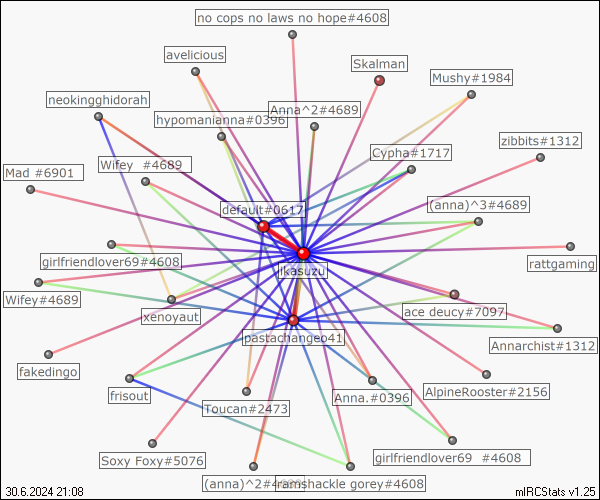 no cops no laws no hope#4608
avelicious
Skalman
Mushy#1984
neokingghidorah
Anna^2#4689
hypomanianna#0396
zibbits#1312
Cypha#1717
Wifey #4689
Mad #6901
(anna)^3#4689
default#0617
girlfriendlover69#4608
rattgaming
ikasuzu
Wifey#4689
xenoyaut
ace deucy#7097
pastachangeo41
Annarchist#1312
fakedingo
AlpineRooster#2156
frisout
Anna.#0396
Toucan#2473
Soxy Foxy#5076
girlfriendlover69 #4608
(anna)^2#4689
ramshackle gorey#4608
30.6.2024 21:08
mIRCStats v1.25